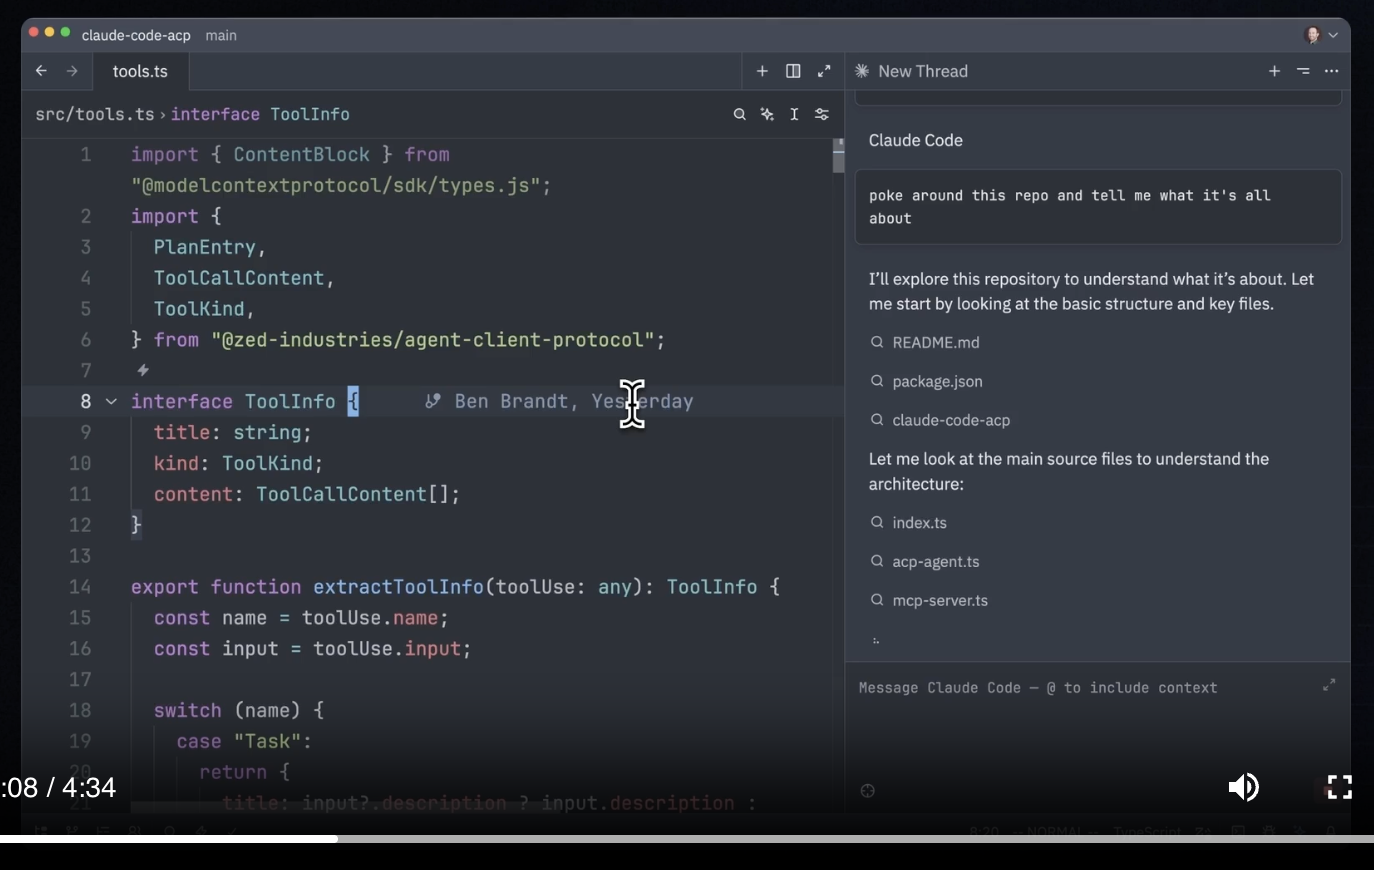 claude-code-acp main
tools.ts
New Thread
src/tools.ts › interface ToolInfo
1 import { ContentBlock } from
"@modelcontextprotocol/sdk/types.js";
2 import {
3 PlanEntry,
4 ToolCallContent,
5 ToolKind,
6 } from "@zed-industries/agent-client-protocol";
7
8 interface ToolInfo { Ben Brandt, Yesterday
9 title: string;
10 kind: ToolKind;
11 content: ToolCallContent[];
12 }
13
14 export function extractToolInfo(toolUse: any): ToolInfo {
15 const name = toolUse.name;
16 const input = toolUse.input;
17
18 switch (name) {
19 case "Task":
20 return {
21 title: input?.description ? input.description :
Claude Code
poke around this repo and tell me what it's all
about
I’ll explore this repository to understand what it’s about. Let
me start by looking at the basic structure and key files.
README.md
package.json
claude-code-acp
Let me look at the main source files to understand the
architecture:
index.ts
acp-agent.ts
mcp-server.ts
Message Claude Code — @ to include context
:08 / 4:34
8:20 -- NORMAL -- TypeScript